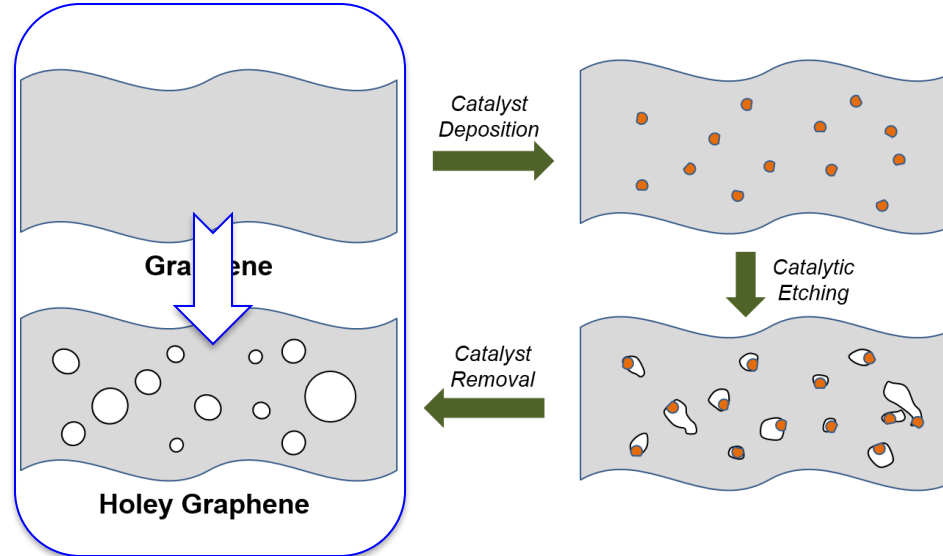 Catalyst
Deposition
Graphene
Catalytic
Etching
Catalyst
Removal
Holey Graphene